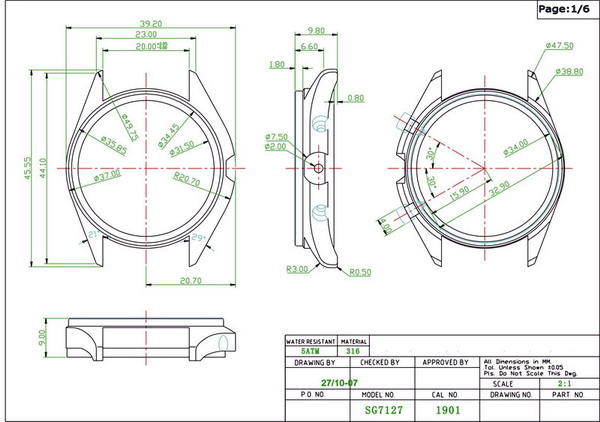 Page:1/6
39.20
23.00
20.00
9.80
6.60
1.80
0.80
ø47.50
ø38.80
45.55
44.10
ø49.75
ø35.85
ø34.45
ø31.50
ø37.00
R20.70
21°
29°
20.70
ø7.50
ø2.00
R3.00
R0.50
30°
30°
ø34.00
32.90
15.90
4.00
9.00
WATER RESISTANT MATERIAL
5ATM 316
DRAWING BY CHECKED BY APPROVED BY
All Dimensions in MM.
Tol. Unless Shown ±0.05
Pls. Do Not Scale This Dwg.
27/10-07
SCALE 2:1
P O NO. MODEL NO. CAL NO. DRAWING NO. PART NO.
SG7127 1901